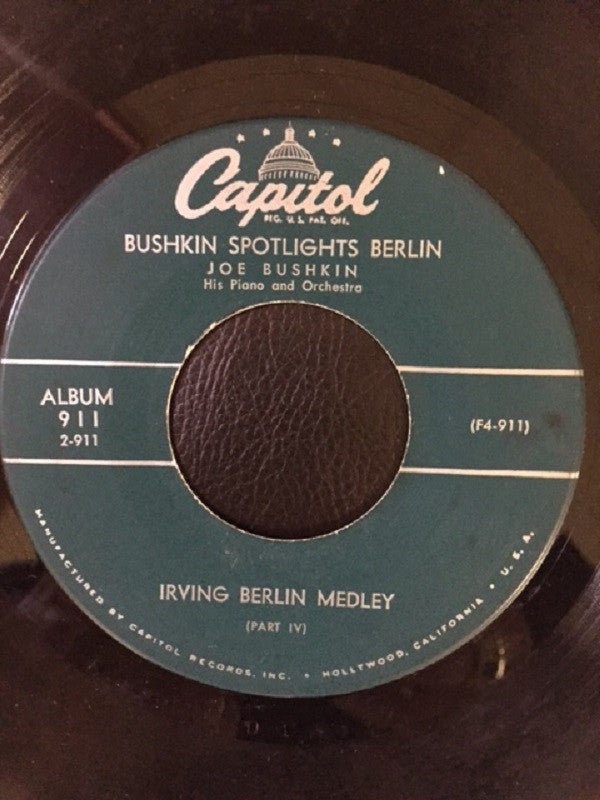 Capitol
REG. U.S. PAT. OFF.
BUSHKIN SPOTLIGHTS BERLIN
JOE BUSHKIN
His Piano and Orchestra
ALBUM
911
2-911
(F4-911)
IRVING BERLIN MEDLEY
(PART IV)
MANUFACTURED BY CAPITOL RECORDS, INC. • HOLLYWOOD, CALIFORNIA • U.S.A.